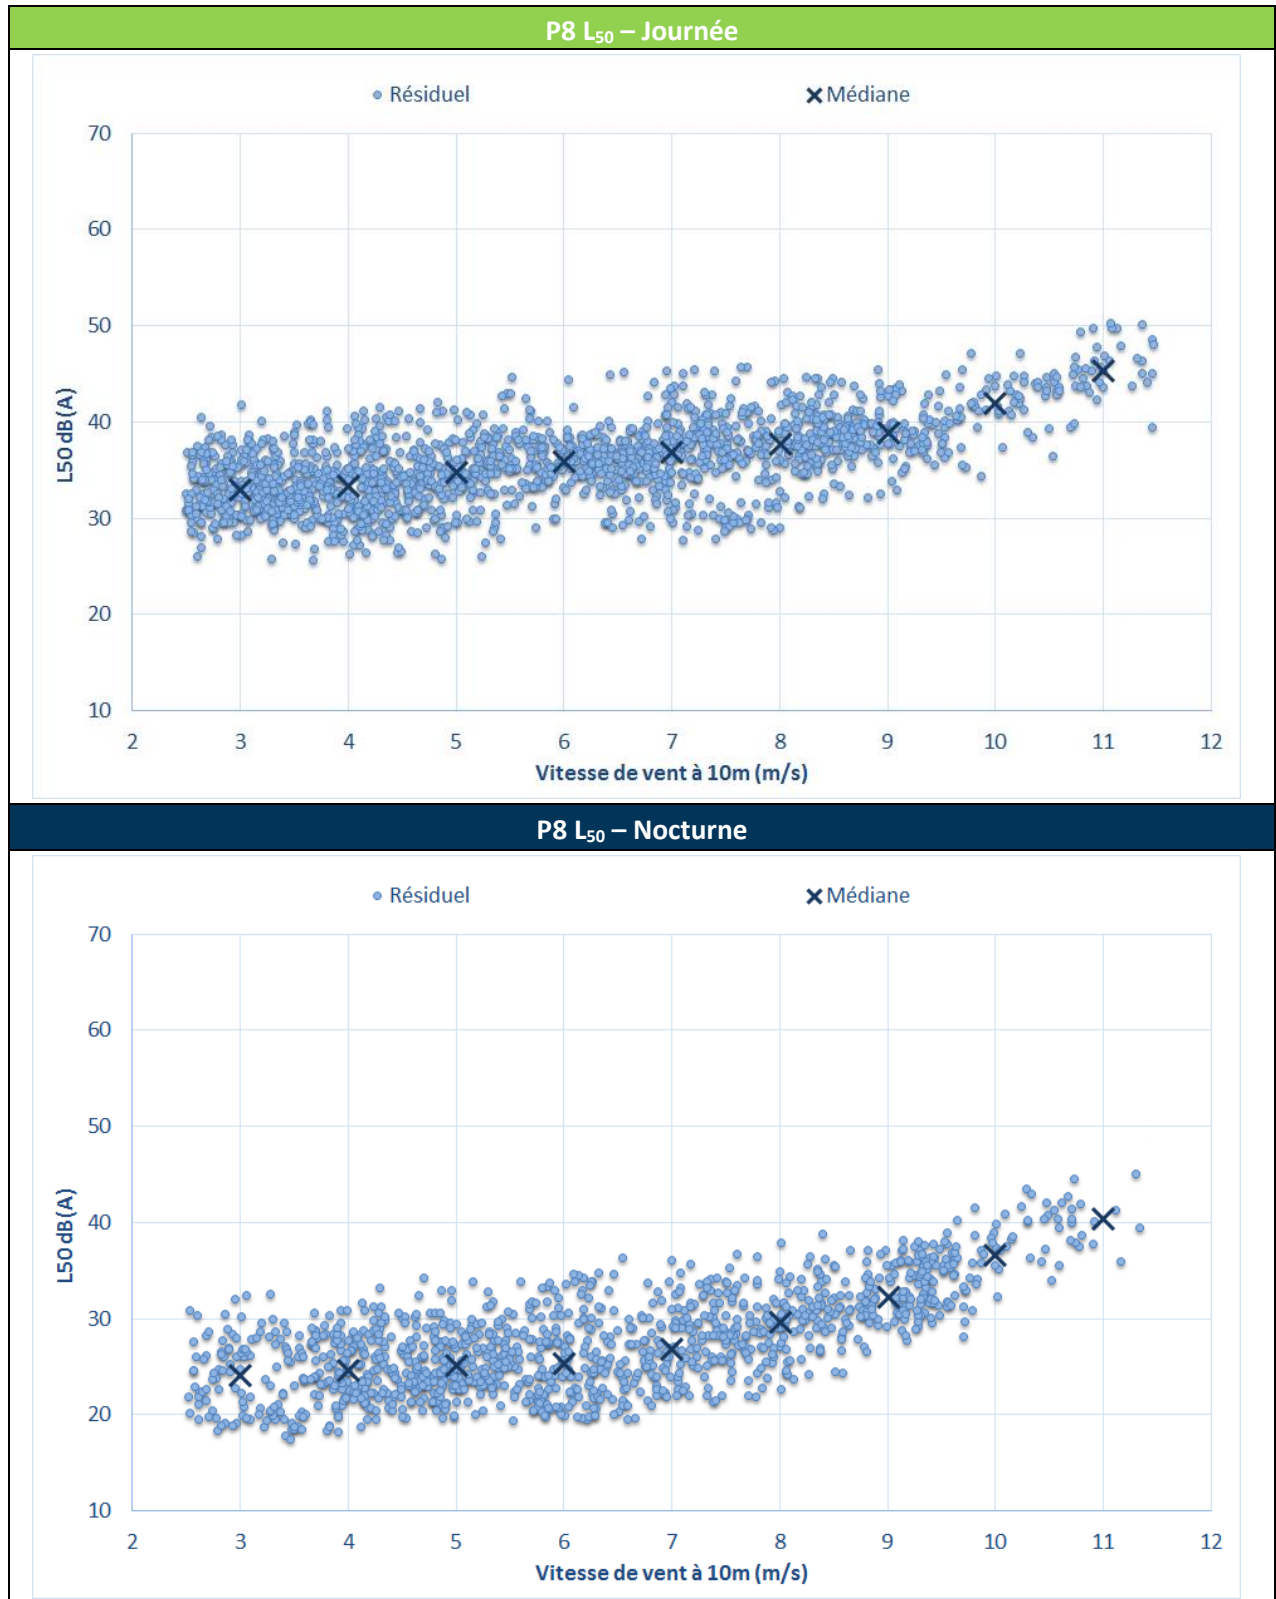 P8 L50 – Journée
Résiduel Médiane
70
60
50
40
30
20
10
L50 dB(A)
2 3 4 5 6 7 8 9 10 11 12
Vitesse de vent à 10m (m/s)
P8 L50 – Nocturne
Résiduel Médiane
70
60
50
40
30
20
10
L50 dB(A)
2 3 4 5 6 7 8 9 10 11 12
Vitesse de vent à 10m (m/s)